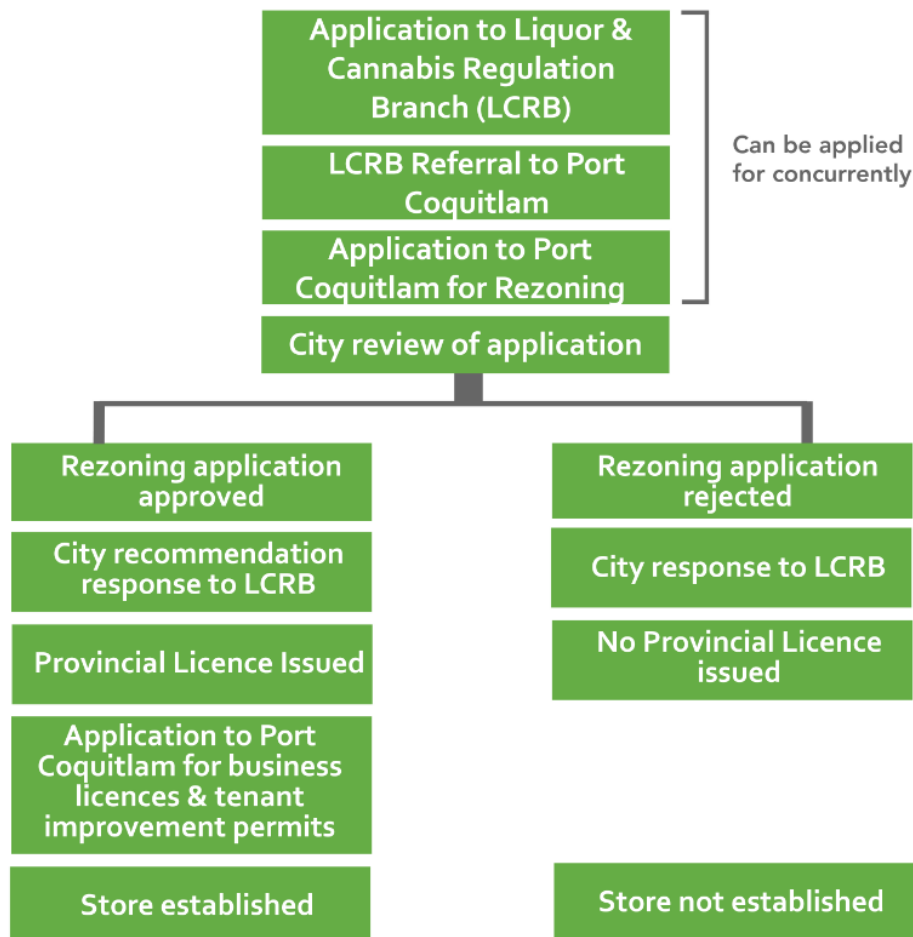 Application to Liquor &
Cannabis Regulation
Branch (LCRB)
LCRB Referral to Port
Coquitlam
Application to Port
Coquitlam for Rezoning
Can be applied
for concurrently
City review of application
Rezoning application
approved
City recommendation
response to LCRB
Provincial Licence Issued
Application to Port
Coquitlam for business
licences & tenant
improvement permits
Store established
Rezoning application
rejected
City response to LCRB
No Provincial Licence
issued
Store not established